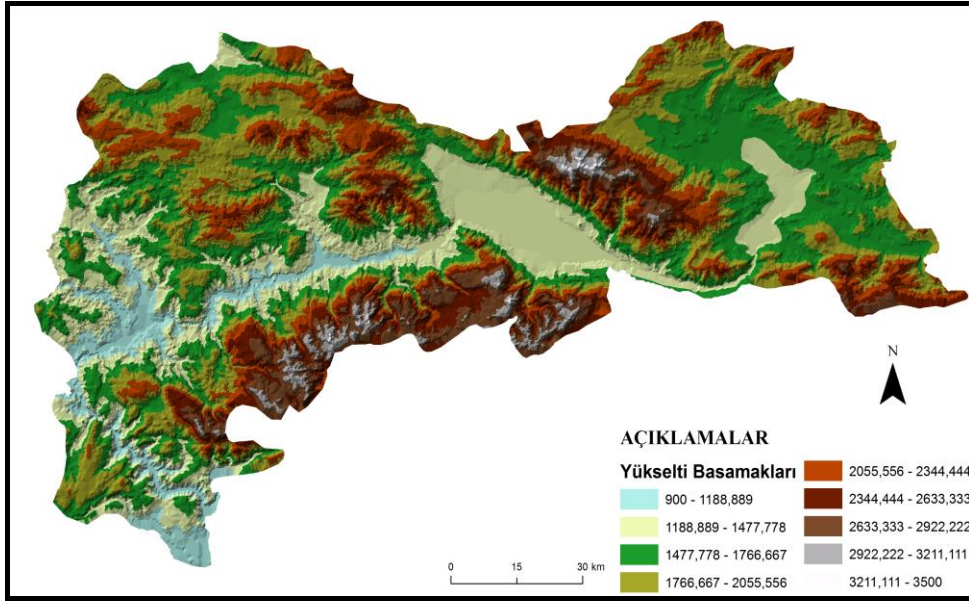 N
AÇIKLAMALAR
Yükselti Basamakları
900 - 1188,889
1188,889 - 1477,778
1477,778 - 1766,667
1766,667 - 2055,556
2055,556 - 2344,444
2344,444 - 2633,333
2633,333 - 2922,222
2922,222 - 3211,111
3211,111 - 3500
0 15 30 km